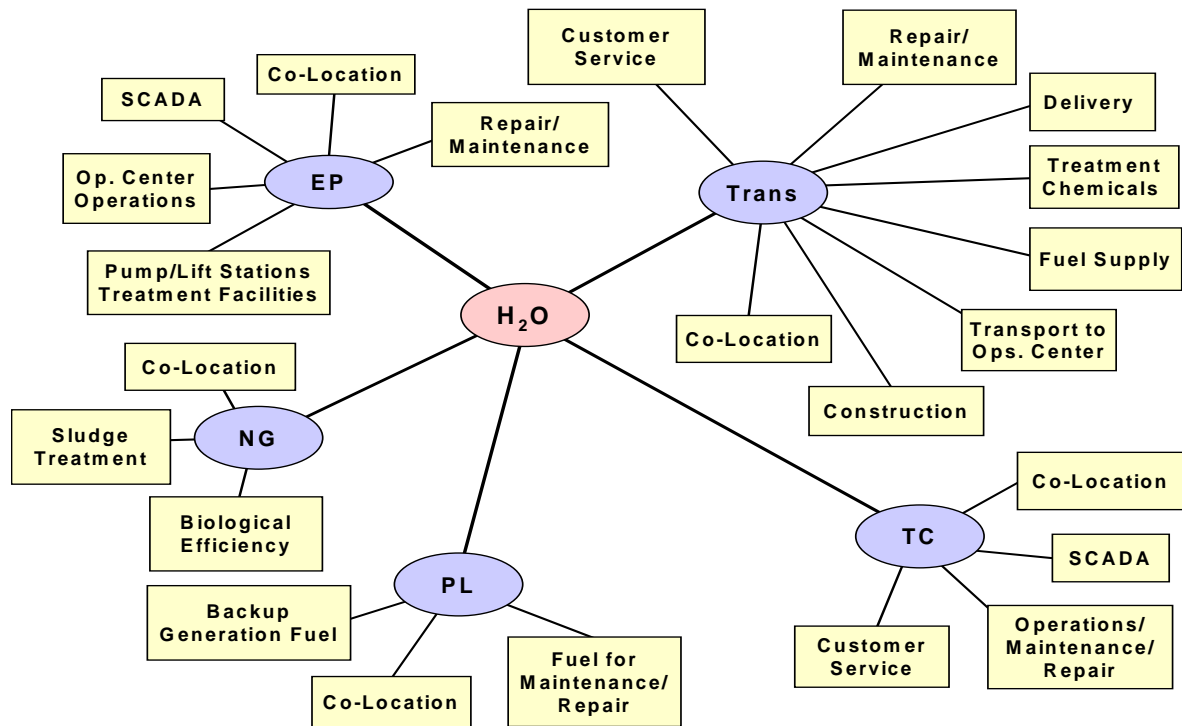 Customer
Service
Repair/
Maintenance
Co-Location
SCADA
Delivery
Repair/
Maintenance
Op. Center
Operations
EP
Trans
Treatment
Chemicals
Pump/Lift Stations
Treatment Facilities
Fuel Supply
H₂O
Co-Location
Transport to
Ops. Center
Co-Location
Construction
Sludge
Treatment
NG
Biological
Efficiency
Co-Location
TC
SCADA
PL
Backup
Generation Fuel
Customer
Service
Operations/
Maintenance/
Repair
Co-Location
Fuel for
Maintenance/
Repair